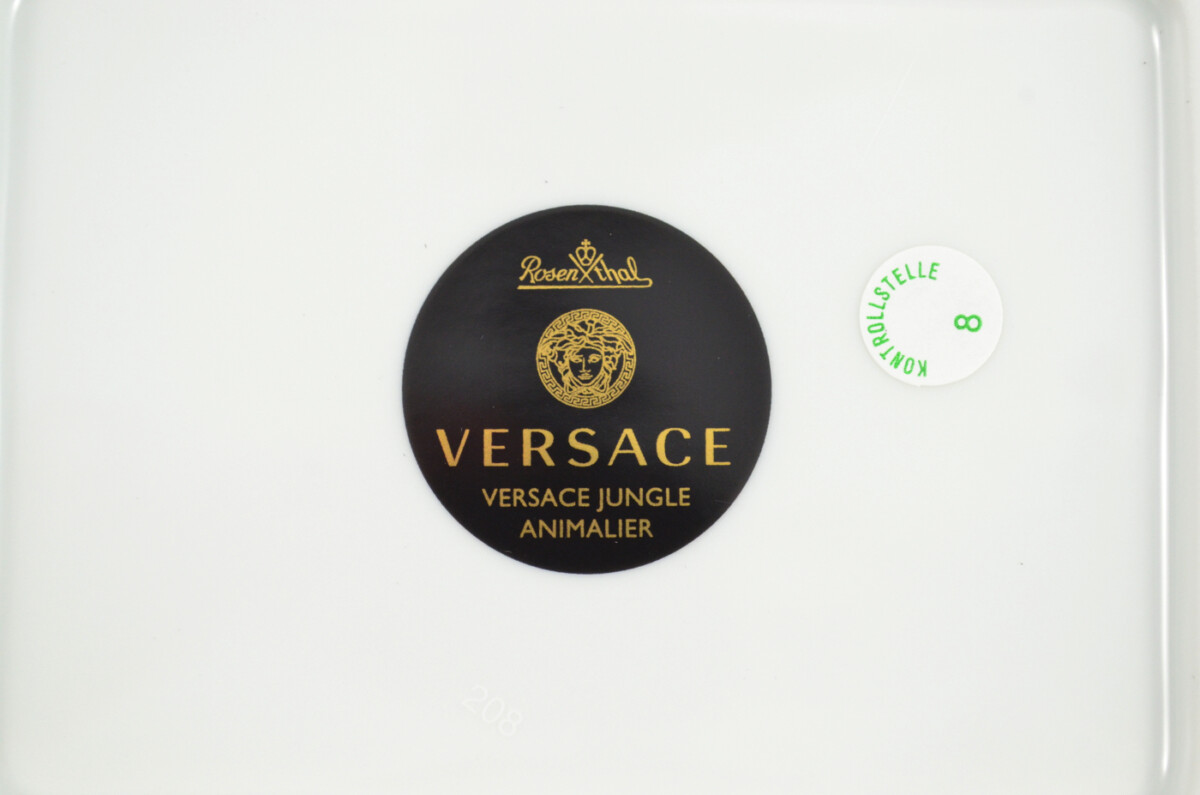 Rosenthal
VERSACE
VERSACE JUNGLE
ANIMALIER
KONTROLLSTELLE
8
208